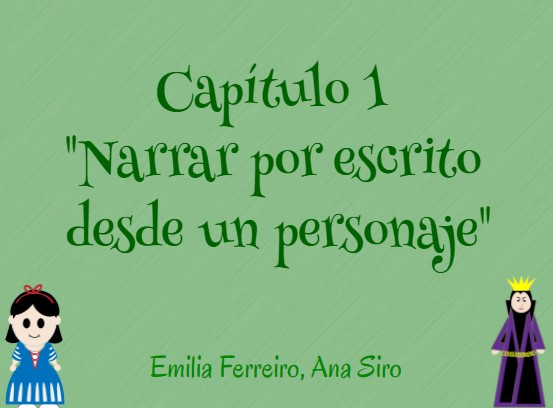 Capítulo 1
"Narrar por escrito
desde un personaje"
Emilia Ferreiro, Ana Siro